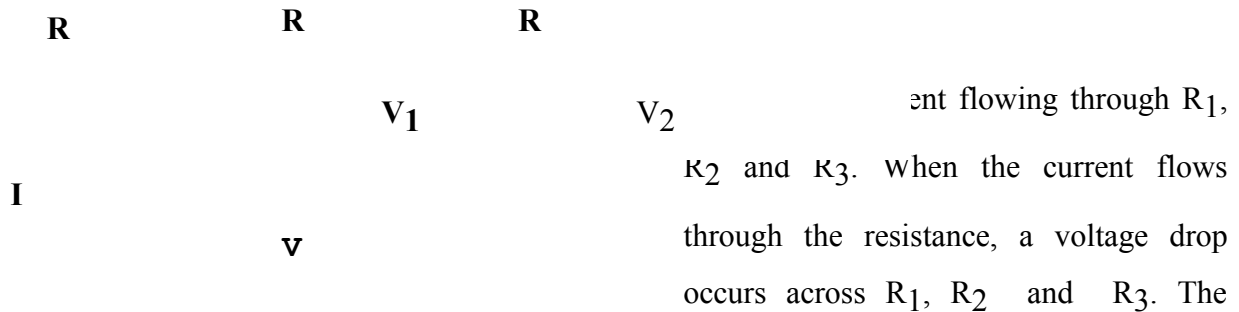 R R R
V1 V2
flowing through R1,
R2 and R3. When the current flows
I
through the resistance, a voltage drop
V
occurs across R1, R2 and R3. The